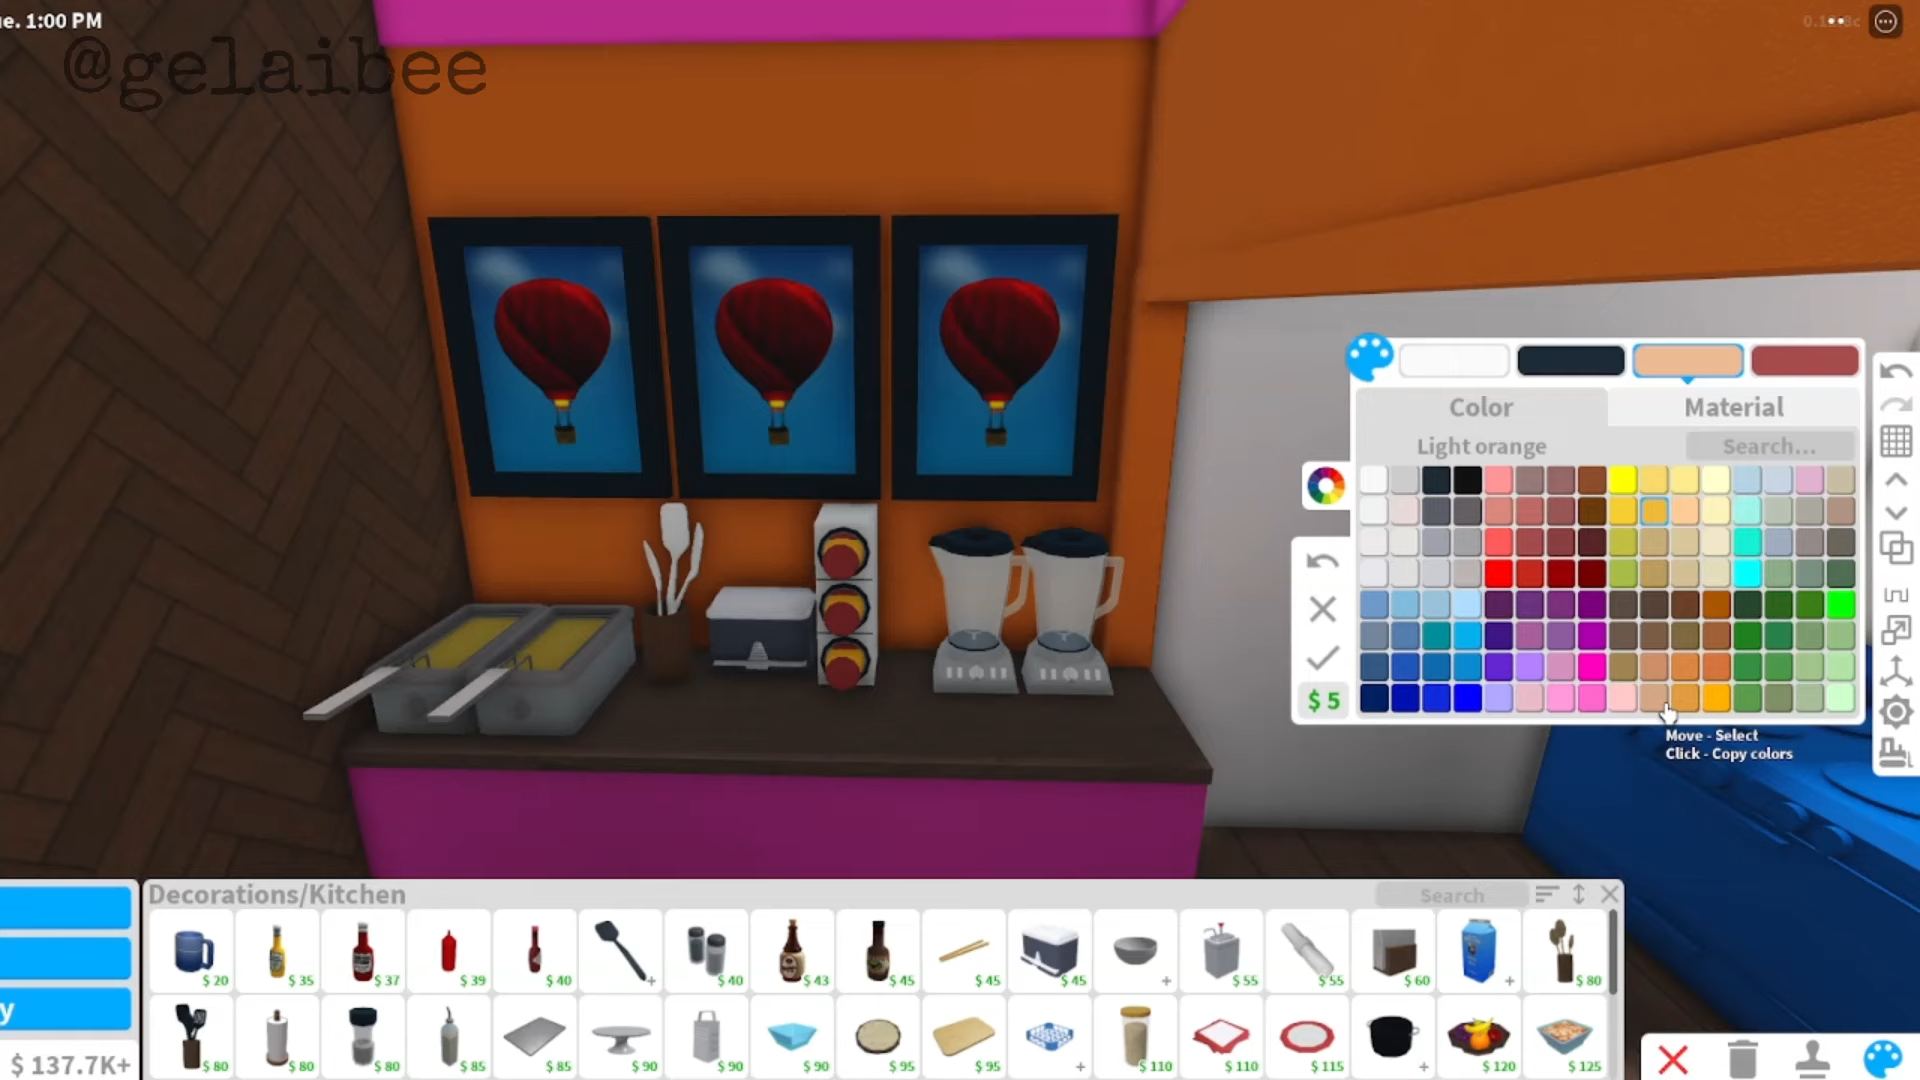 ue. 1:00 PM
@gelaibee
Color
Material
Light orange
Search...
$ 5
Move - Select
Click - Copy colors
Decorations/Kitchen
Search
$ 20
$ 35
$ 37
$ 39
$ 40
+
$ 40
$ 43
$ 45
$ 45
$ 45
+
$ 55
$ 55
$ 60
+
$ 80
y
$ 80
$ 80
$ 80
$ 85
$ 85
$ 90
$ 90
$ 90
$ 95
$ 95
+
$ 110
$ 110
$ 115
+
$ 120
$ 125
$ 137.7K+